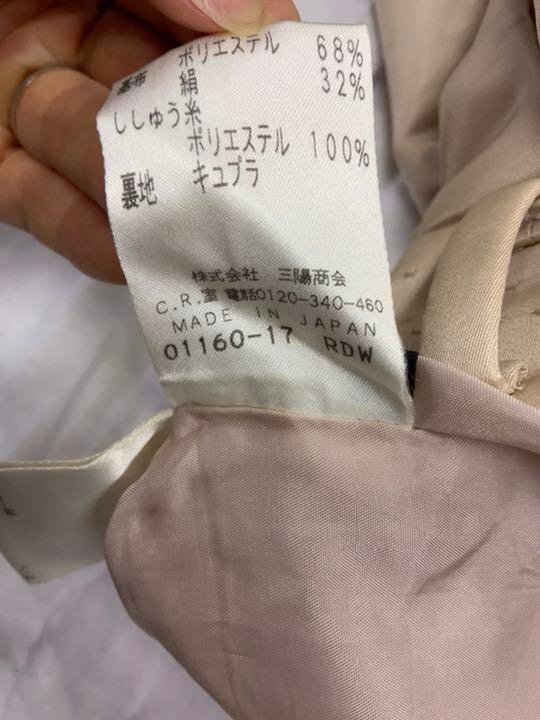 基布 ポリエステル 68%
絹 32%
ししゅう糸
ポリエステル 100%
裏地 キュプラ
株式会社 三陽商会
C.R.室 電話0120-340-460
MADE IN JAPAN
01160-17 RDW